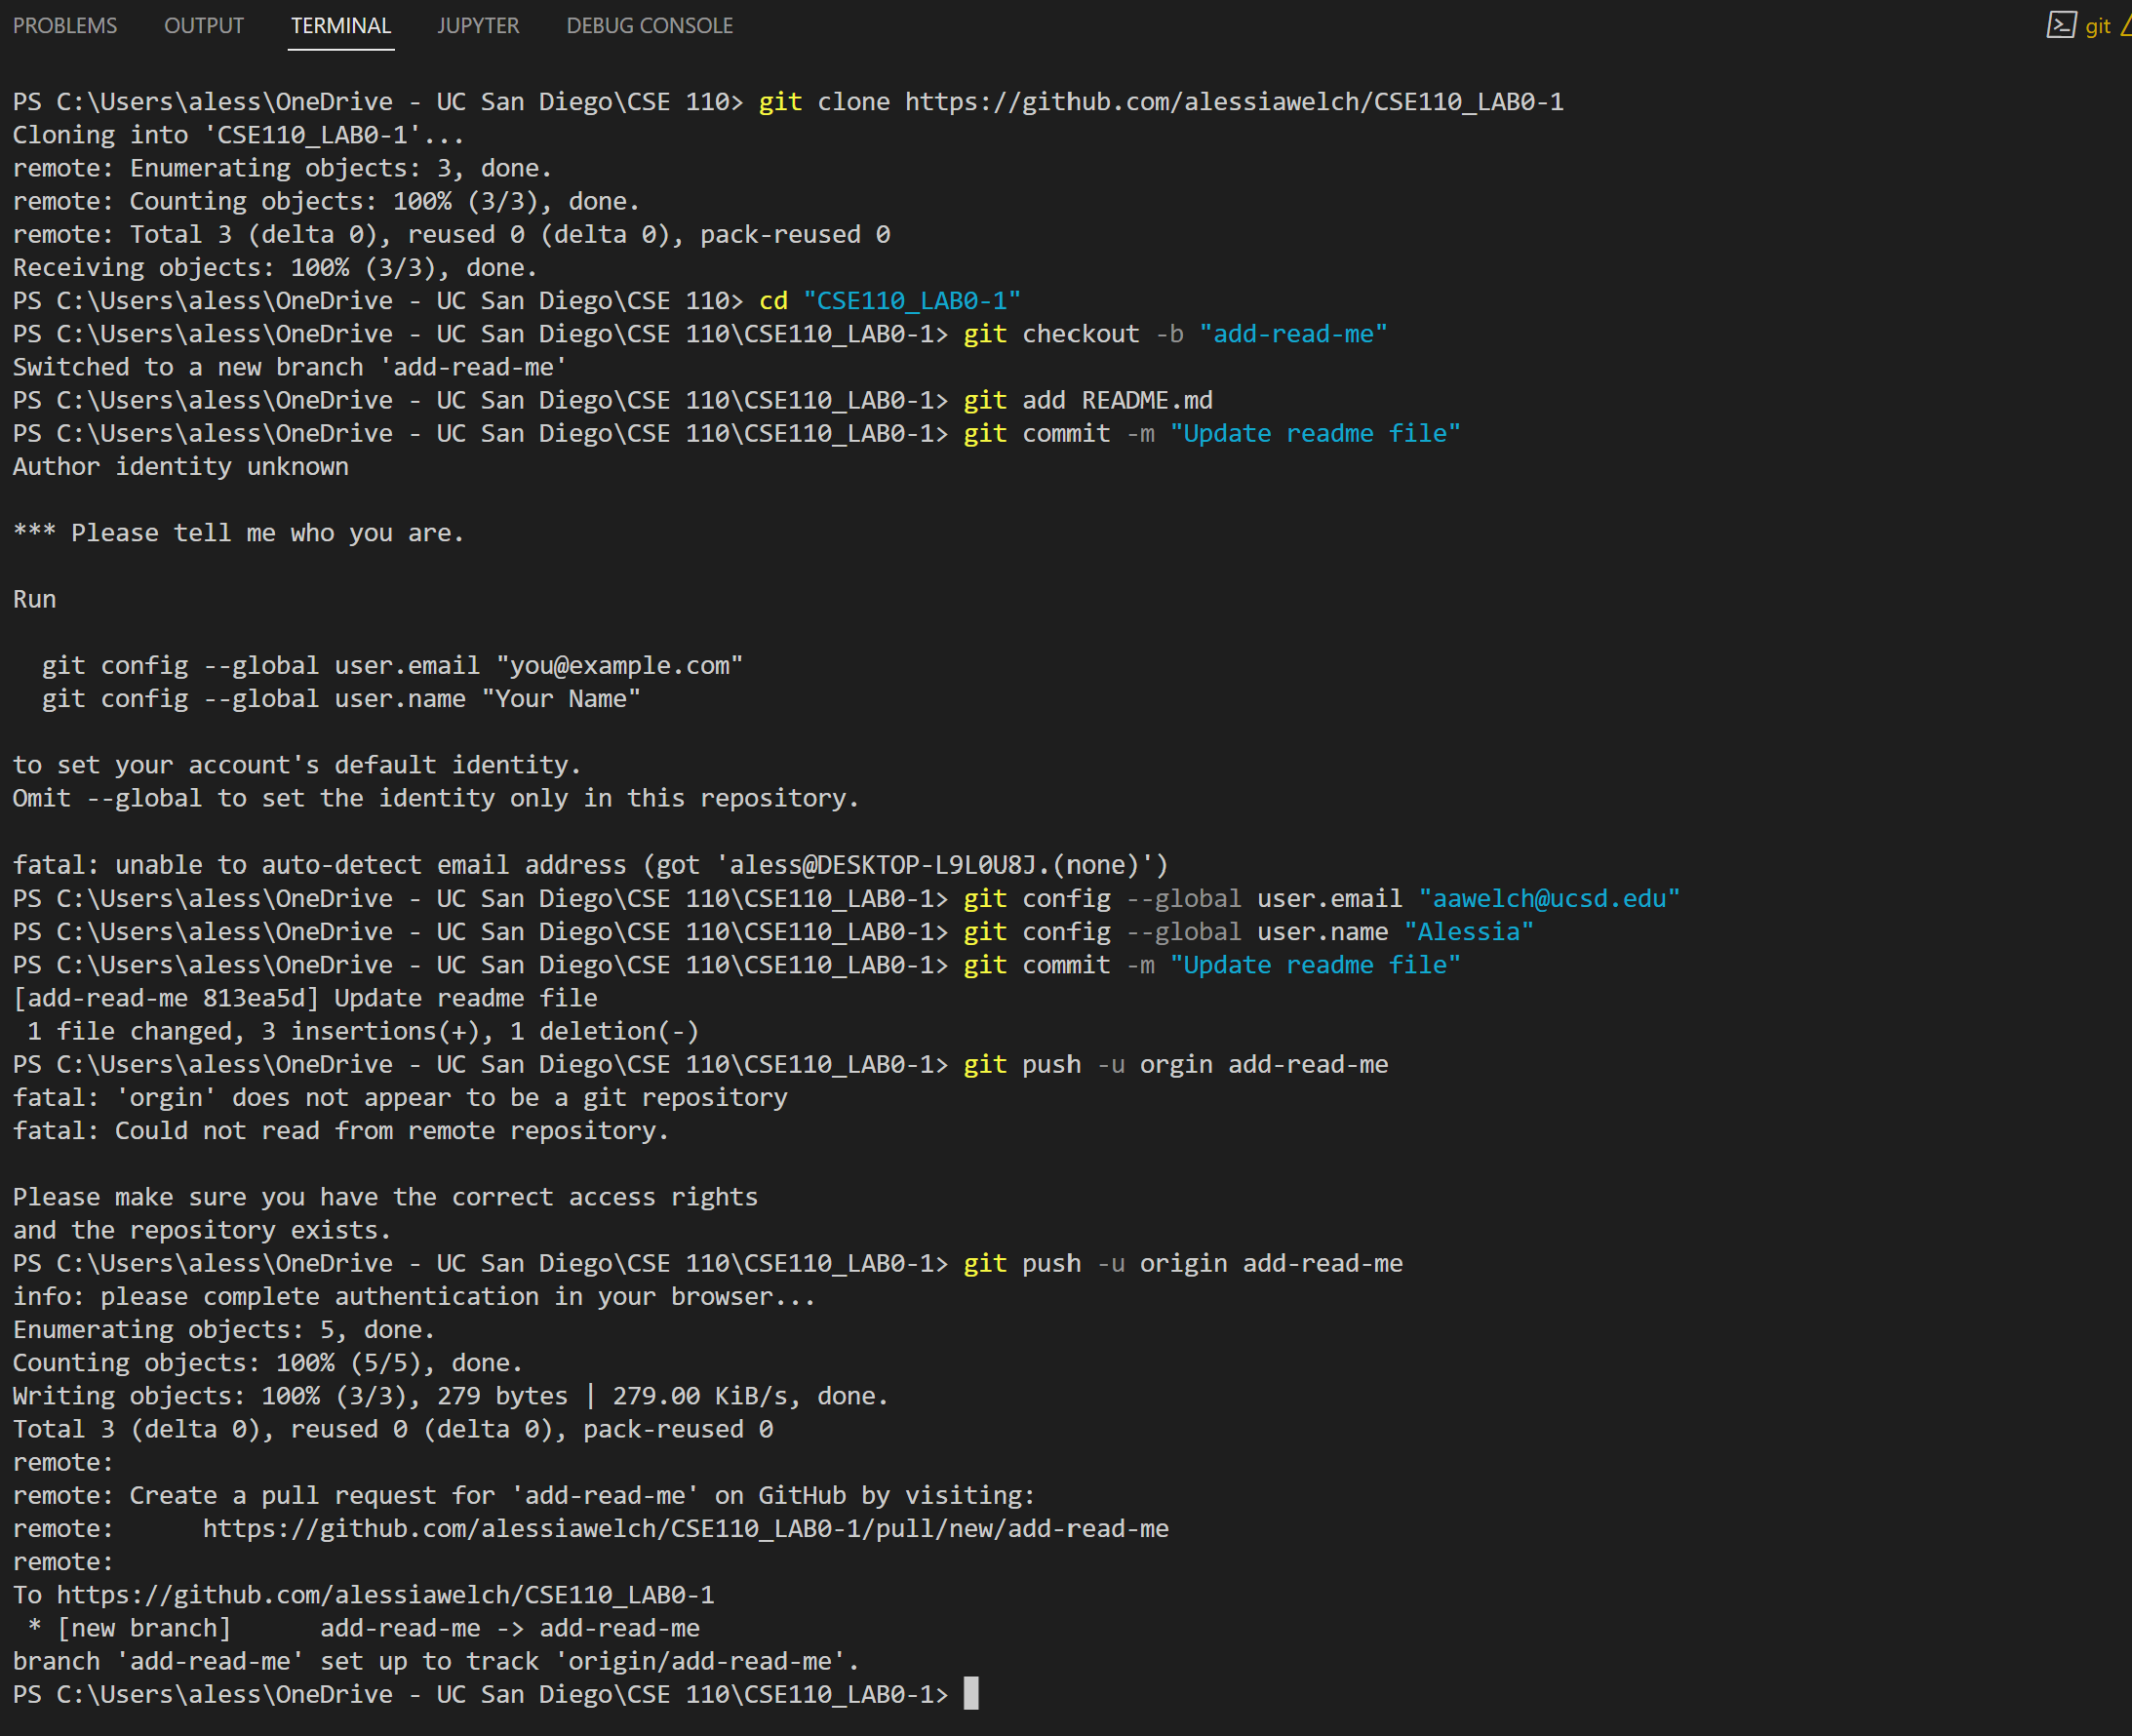 PROBLEMS OUTPUT TERMINAL JUPYTER DEBUG CONSOLE git
PS C:\Users\aless\OneDrive - UC San Diego\CSE 110> git clone https://github.com/alessiawelch/CSE110_LAB0-1
Cloning into 'CSE110_LAB0-1'...
remote: Enumerating objects: 3, done.
remote: Counting objects: 100% (3/3), done.
remote: Total 3 (delta 0), reused 0 (delta 0), pack-reused 0
Receiving objects: 100% (3/3), done.
PS C:\Users\aless\OneDrive - UC San Diego\CSE 110> cd "CSE110_LAB0-1"
PS C:\Users\aless\OneDrive - UC San Diego\CSE 110\CSE110_LAB0-1> git checkout -b "add-read-me"
Switched to a new branch 'add-read-me'
PS C:\Users\aless\OneDrive - UC San Diego\CSE 110\CSE110_LAB0-1> git add README.md
PS C:\Users\aless\OneDrive - UC San Diego\CSE 110\CSE110_LAB0-1> git commit -m "Update readme file"
Author identity unknown

*** Please tell me who you are.

Run

  git config --global user.email "you@example.com"
  git config --global user.name "Your Name"

to set your account's default identity.
Omit --global to set the identity only in this repository.

fatal: unable to auto-detect email address (got 'aless@DESKTOP-L9L0U8J.(none)')
PS C:\Users\aless\OneDrive - UC San Diego\CSE 110\CSE110_LAB0-1> git config --global user.email "aawelch@ucsd.edu"
PS C:\Users\aless\OneDrive - UC San Diego\CSE 110\CSE110_LAB0-1> git config --global user.name "Alessia"
PS C:\Users\aless\OneDrive - UC San Diego\CSE 110\CSE110_LAB0-1> git commit -m "Update readme file"
[add-read-me 813ea5d] Update readme file
 1 file changed, 3 insertions(+), 1 deletion(-)
PS C:\Users\aless\OneDrive - UC San Diego\CSE 110\CSE110_LAB0-1> git push -u orgin add-read-me
fatal: 'orgin' does not appear to be a git repository
fatal: Could not read from remote repository.

Please make sure you have the correct access rights
and the repository exists.
PS C:\Users\aless\OneDrive - UC San Diego\CSE 110\CSE110_LAB0-1> git push -u origin add-read-me
info: please complete authentication in your browser...
Enumerating objects: 5, done.
Counting objects: 100% (5/5), done.
Writing objects: 100% (3/3), 279 bytes | 279.00 KiB/s, done.
Total 3 (delta 0), reused 0 (delta 0), pack-reused 0
remote:
remote: Create a pull request for 'add-read-me' on GitHub by visiting:
remote:      https://github.com/alessiawelch/CSE110_LAB0-1/pull/new/add-read-me
remote:
To https://github.com/alessiawelch/CSE110_LAB0-1
 * [new branch]      add-read-me -> add-read-me
branch 'add-read-me' set up to track 'origin/add-read-me'.
PS C:\Users\aless\OneDrive - UC San Diego\CSE 110\CSE110_LAB0-1>